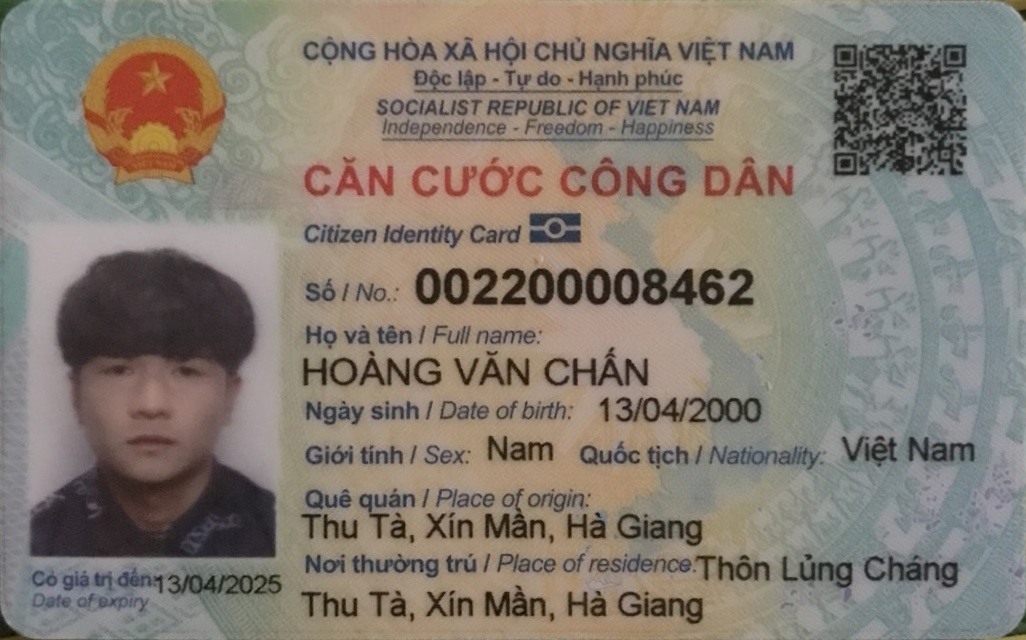 CỘNG HÒA XÃ HỘI CHỦ NGHĨA VIỆT NAM
Độc lập - Tự do - Hạnh phúc
SOCIALIST REPUBLIC OF VIET NAM
Independence - Freedom - Happiness
CĂN CƯỚC CÔNG DÂN
Citizen Identity Card
Số / No.: 002200008462
Họ và tên / Full name:
HOÀNG VĂN CHẤN
Ngày sinh / Date of birth: 13/04/2000
Giới tính / Sex: Nam Quốc tịch / Nationality: Việt Nam
Quê quán / Place of origin:
Thu Tà, Xín Mần, Hà Giang
Nơi thường trú / Place of residence: Thôn Lủng Cháng
Thu Tà, Xín Mần, Hà Giang
Có giá trị đến: 13/04/2025
Date of expiry